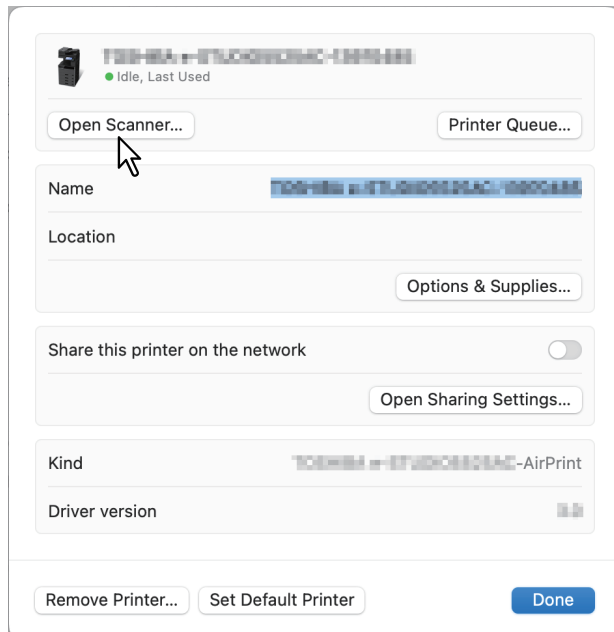 Idle, Last Used
Open Scanner... Printer Queue...
Name
Location
Options & Supplies...
Share this printer on the network
Open Sharing Settings...
Kind -AirPrint
Driver version
Remove Printer... Set Default Printer Done